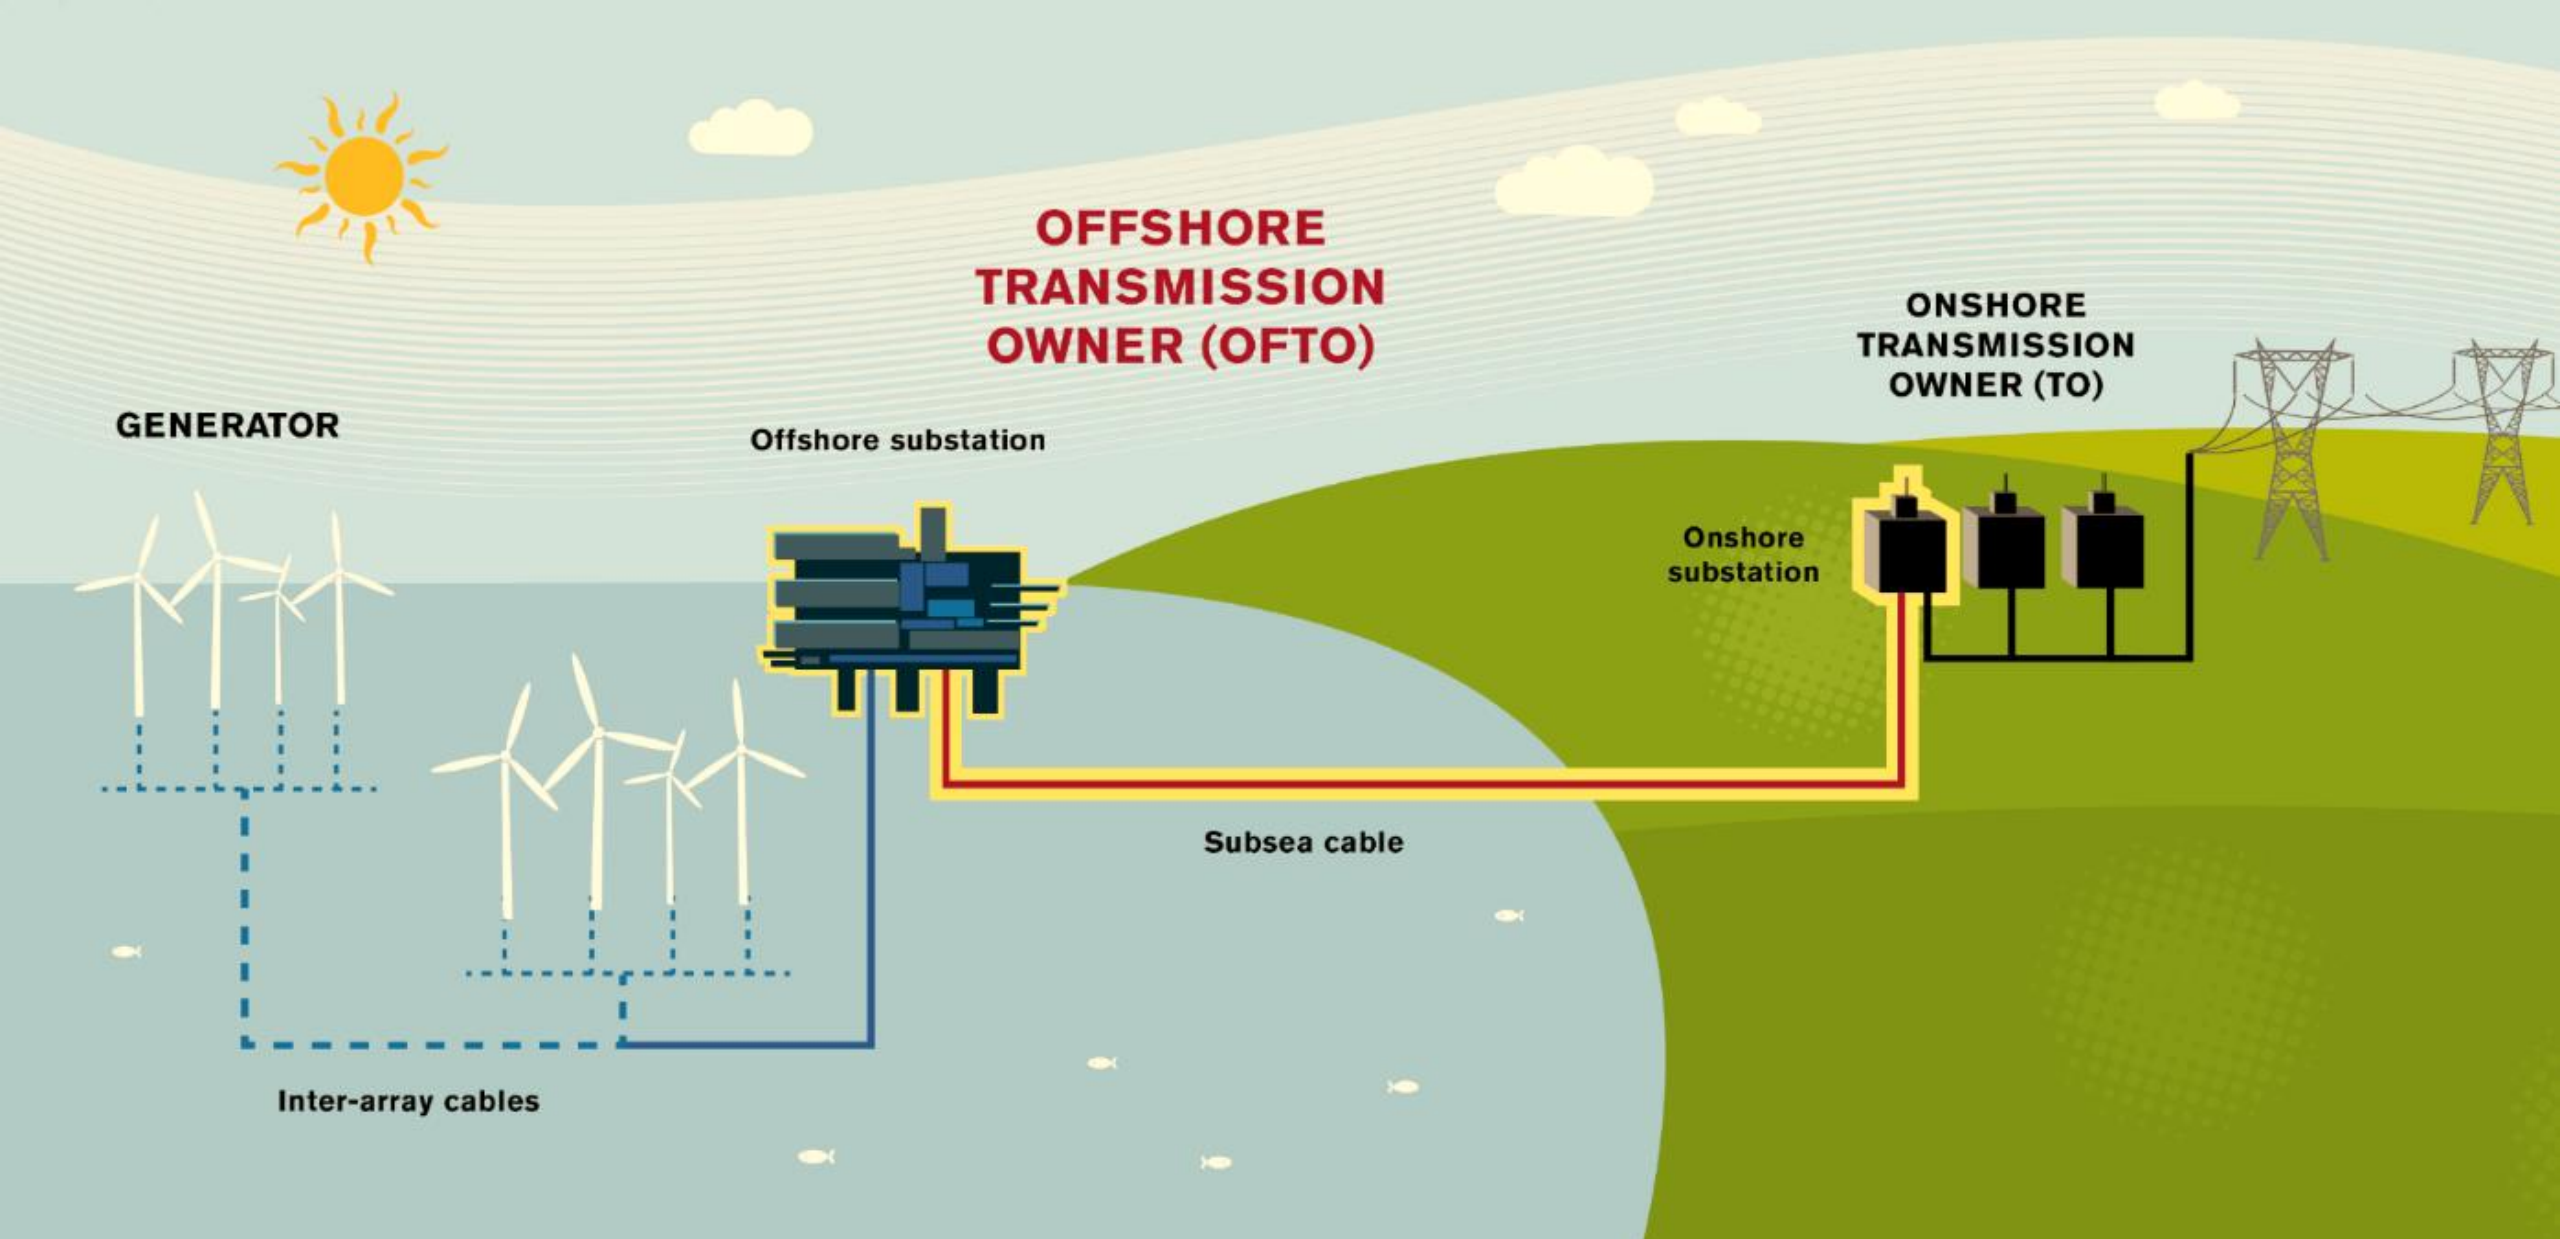 OFFSHORE
TRANSMISSION
OWNER (OFTO)
ONSHORE
TRANSMISSION
OWNER (TO)
GENERATOR
Offshore substation
Onshore
substation
Subsea cable
Inter-array cables